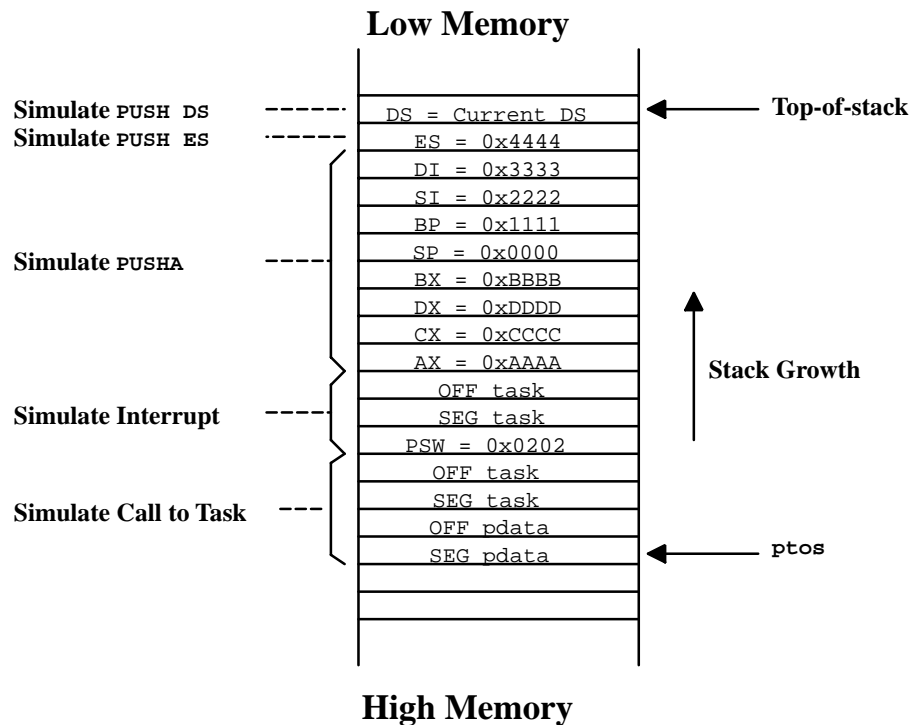 Low Memory
Simulate PUSH DS
DS = Current DS
Top-of-stack
Simulate PUSH ES
ES = 0x4444
DI = 0x3333
SI = 0x2222
BP = 0x1111
Simulate PUSHA
SP = 0x0000
BX = 0xBBBB
DX = 0xDDDD
CX = 0xCCCC
AX = 0xAAAA
Stack Growth
OFF task
Simulate Interrupt
SEG task
PSW = 0x0202
OFF task
SEG task
Simulate Call to Task
OFF pdata
SEG pdata
ptos
High Memory